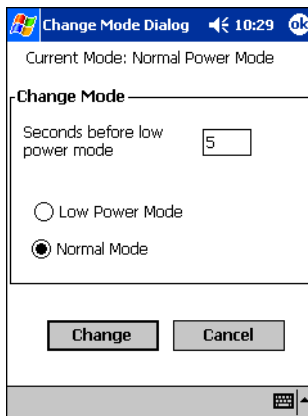 Change Mode Dialog 10:29 ok
Current Mode: Normal Power Mode
Change Mode
Seconds before low
power mode
5
Low Power Mode
Normal Mode
Change Cancel